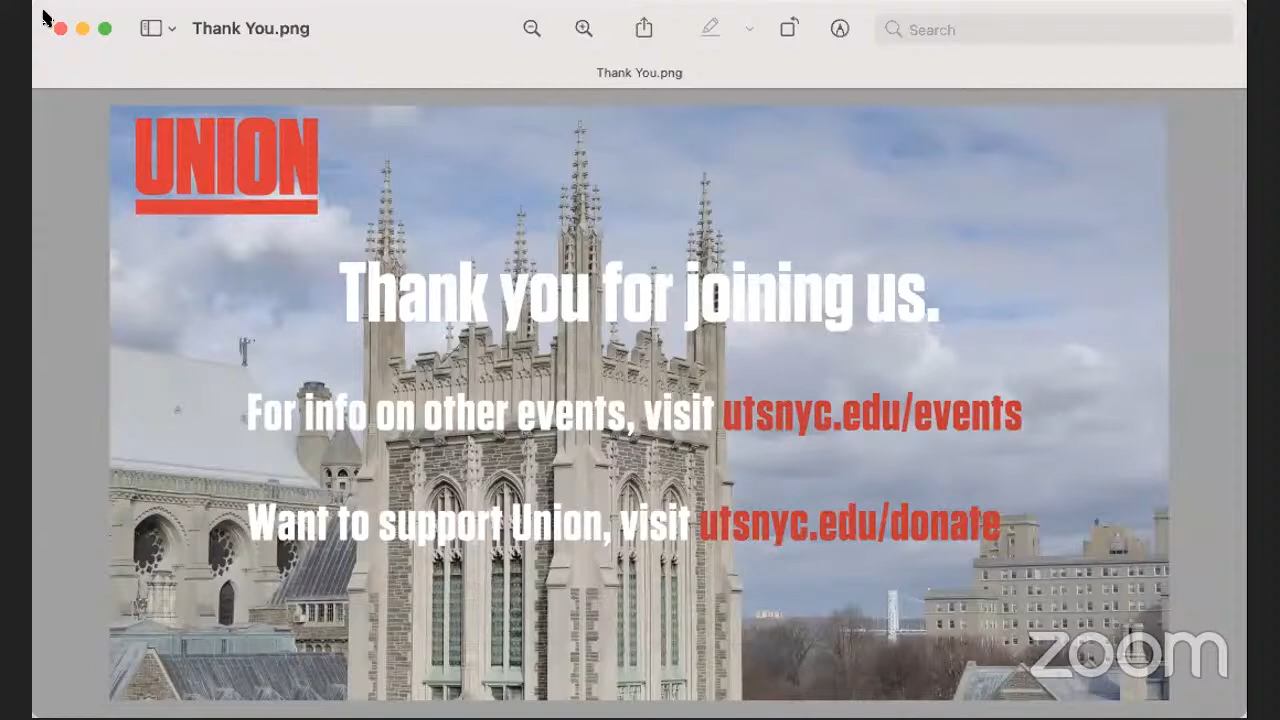 Thank You.png
Search
Thank You.png
UNION
Thank you for joining us.
For info on other events, visit utsnyc.edu/events
Want to support Union, visit utsnyc.edu/donate
zoom